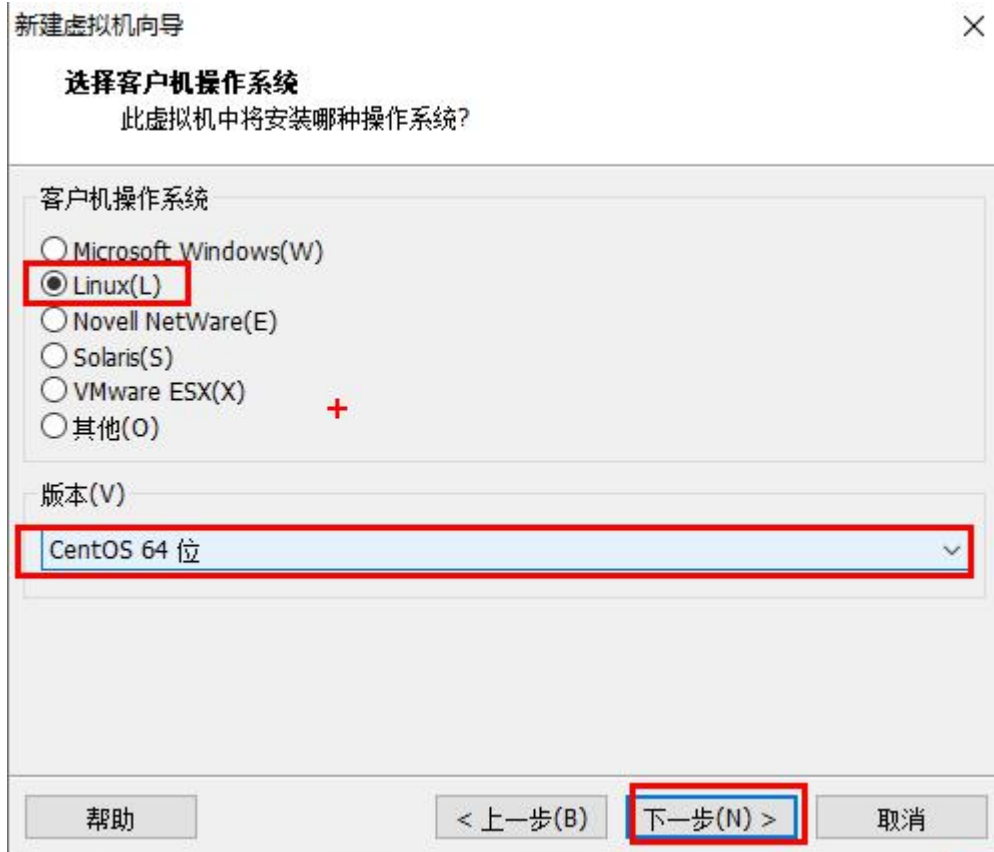 新建虚拟机向导
选择客户机操作系统
此虚拟机中将安装哪种操作系统?
客户机操作系统
Microsoft Windows(W)
Linux(L)
Novell NetWare(E)
Solaris(S)
VMware ESX(X)
其他(O)
版本(V)
CentOS 64 位
帮助
< 上一步(B)
下一步(N) >
取消